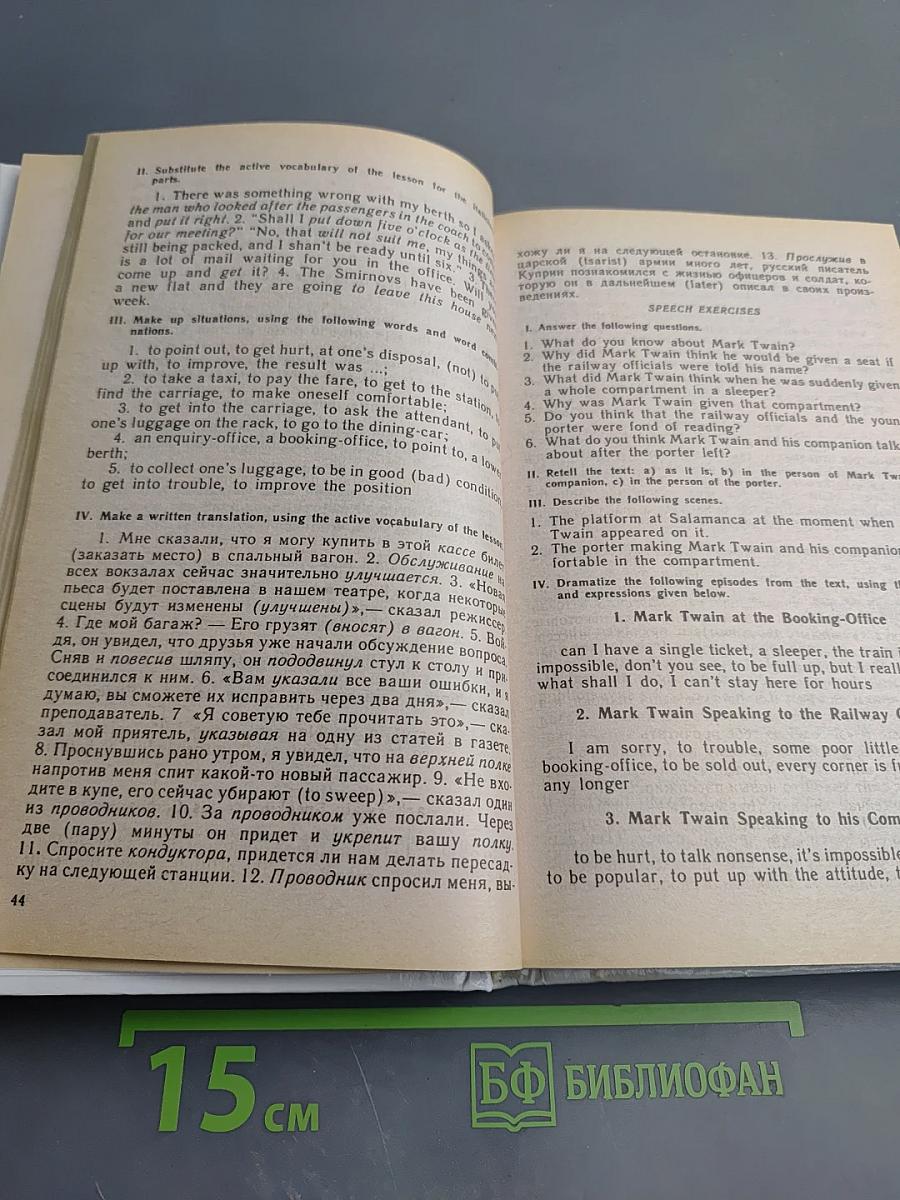 II. Substitute the active vocabulary of the lesson for the
parts.
1. There was something wrong with my berth so I
the man who looked after the passengers in the coach to
and put it right. 2. "Shall I put down five o'clock as the
for our meeting?" "No, that will not suit me, my things
still being packed, and I shan't be ready until six." 3.
is a lot of mail waiting for you in the office. Will
come up and get it? 4. The Smirnovs have been
a new flat and they are going to leave this house
week.
III. Make up situations, using the following words and word
nations.
1. to point out, to get hurt, at one's disposal, (not) to
up with, to improve, the result was ...;
2. to take a taxi, to pay the fare, to get to the station,
find the carriage, to make oneself comfortable;
3. to get into the carriage, to ask the attendant, to
one's luggage on the rack, to go to the dining-car;
4. an enquiry-office, a booking-office, to point to, a lower
berth;
5. to collect one's luggage, to be in good (bad) condition,
to get into trouble, to improve the position
IV. Make a written translation, using the active vocabulary of the lesson.
1. Мне сказали, что я могу купить в этой кассе билет
(заказать место) в спальный вагон. 2. Обслуживание на
всех вокзалах сейчас значительно улучшается. 3. «Новая
пьеса будет поставлена в нашем театре, когда некоторые
сцены будут изменены (улучшены)»,— сказал режиссер.
4. Где мой багаж? — Его грузят (вносят) в вагон. 5. Вой-
дя, он увидел, что друзья уже начали обсуждение вопроса.
Сняв и повесив шляпу, он пододвинул стул к столу и при-
соединился к ним. 6. «Вам указали все ваши ошибки, и я
думаю, вы сможете их исправить через два дня»,— сказал
преподаватель. 7 «Я советую тебе прочитать это»,— ска-
зал мой приятель, указывая на одну из статей в газете.
8. Проснувшись рано утром, я увидел, что на верхней полке
напротив меня спит какой-то новый пассажир. 9. «Не вхо-
дите в купе, его сейчас убирают (to sweep)»,— сказал один
из проводников. 10. За проводником уже послали. Через
две (пару) минуты он придет и укрепит вашу полку.
11. Спросите кондуктора, придется ли нам делать пересад-
ку на следующей станции. 12. Проводник спросил меня, вы-
44
хожу ли я на следующей остановке. 13. Прослужив в
царской (tsarist) армии много лет, русский писатель
Куприн познакомился с жизнью офицеров и солдат, ко-
торую он в дальнейшем (later) описал в своих произ-
ведениях.
SPEECH EXERCISES
I. Answer the following questions.
1. What do you know about Mark Twain?
2. Why did Mark Twain think he would be given a seat if
the railway officials were told his name?
3. What did Mark Twain think when he was suddenly given
a whole compartment in a sleeper?
4. Why was Mark Twain given that compartment?
5. Do you think that the railway officials and the
porter were fond of reading?
6. What do you think Mark Twain and his companion
about after the porter left?
II. Retell the text: a) as it is, b) in the person of Mark
companion, c) in the person of the porter.
III. Describe the following scenes.
1. The platform at Salamanca at the moment when
Twain appeared on it.
2. The porter making Mark Twain and his
fortable in the compartment.
IV. Dramatize the following episodes from the text, using
and expressions given below.
1. Mark Twain at the Booking-Office
can I have a single ticket, a sleeper, the train
impossible, don't you see, to be full up, but I
what shall I do, I can't stay here for hours
2. Mark Twain Speaking to the Railway
I am sorry, to trouble, some poor little
booking-office, to be sold out, every corner is
any longer
3. Mark Twain Speaking to his
to be hurt, to talk nonsense, it's impossible
to be popular, to put up with the attitude,
15 см
БФ БИБЛИОФАН